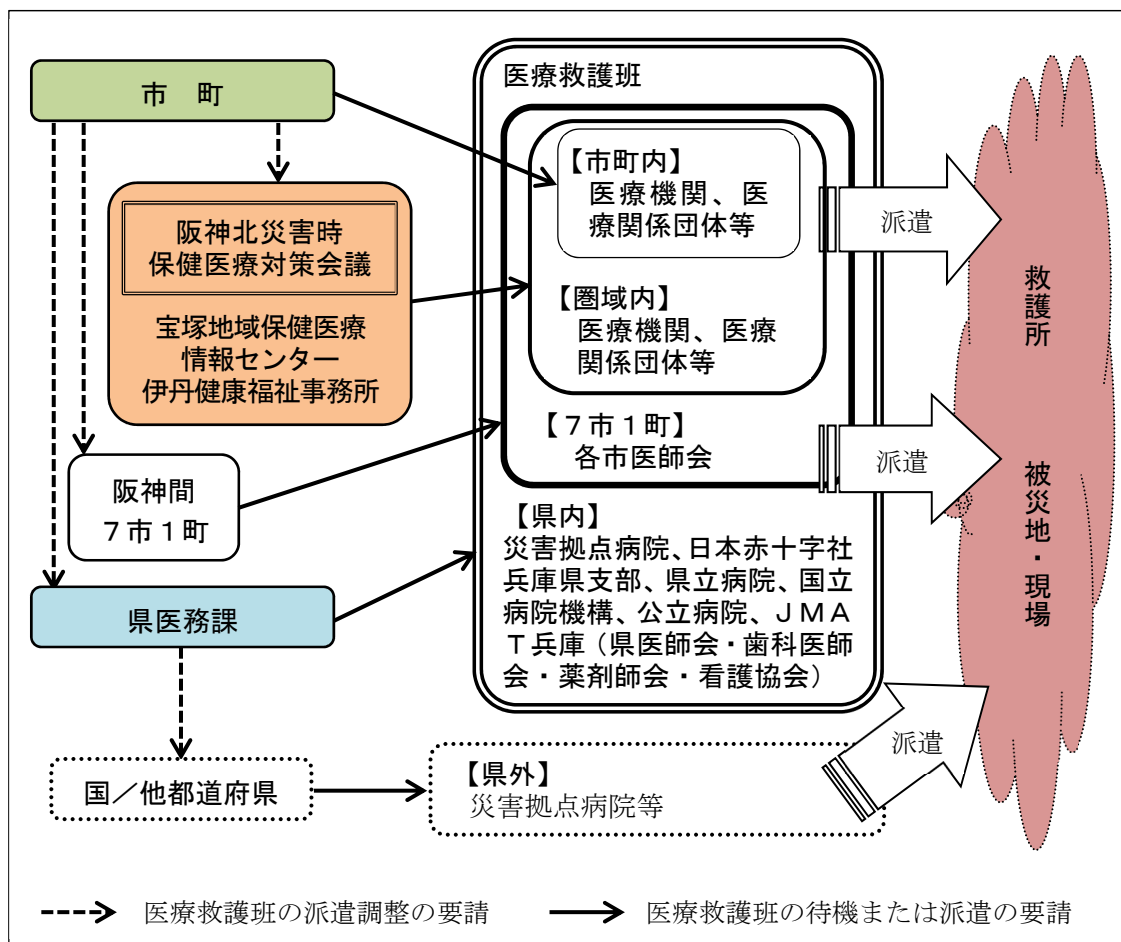 市　町
阪神北災害時
保健医療対策会議
宝塚地域保健医療
情報センター
伊丹健康福祉事務所
阪神間
７市１町
県医務課
国／他都道府県
医療救護班
【市町内】
医療機関、医
療関係団体等
【圏域内】
医療機関、医療
関係団体等
【７市１町】
各市医師会
【県内】
災害拠点病院、日本赤十字社
兵庫県支部、県立病院、国立
病院機構、公立病院、ＪＭＡ
Ｔ兵庫（県医師会・歯科医師
会・薬剤師会・看護協会）
【県外】
災害拠点病院等
派遣
派遣
派遣
救護所
被災地・現場
医療救護班の派遣調整の要請
医療救護班の待機または派遣の要請